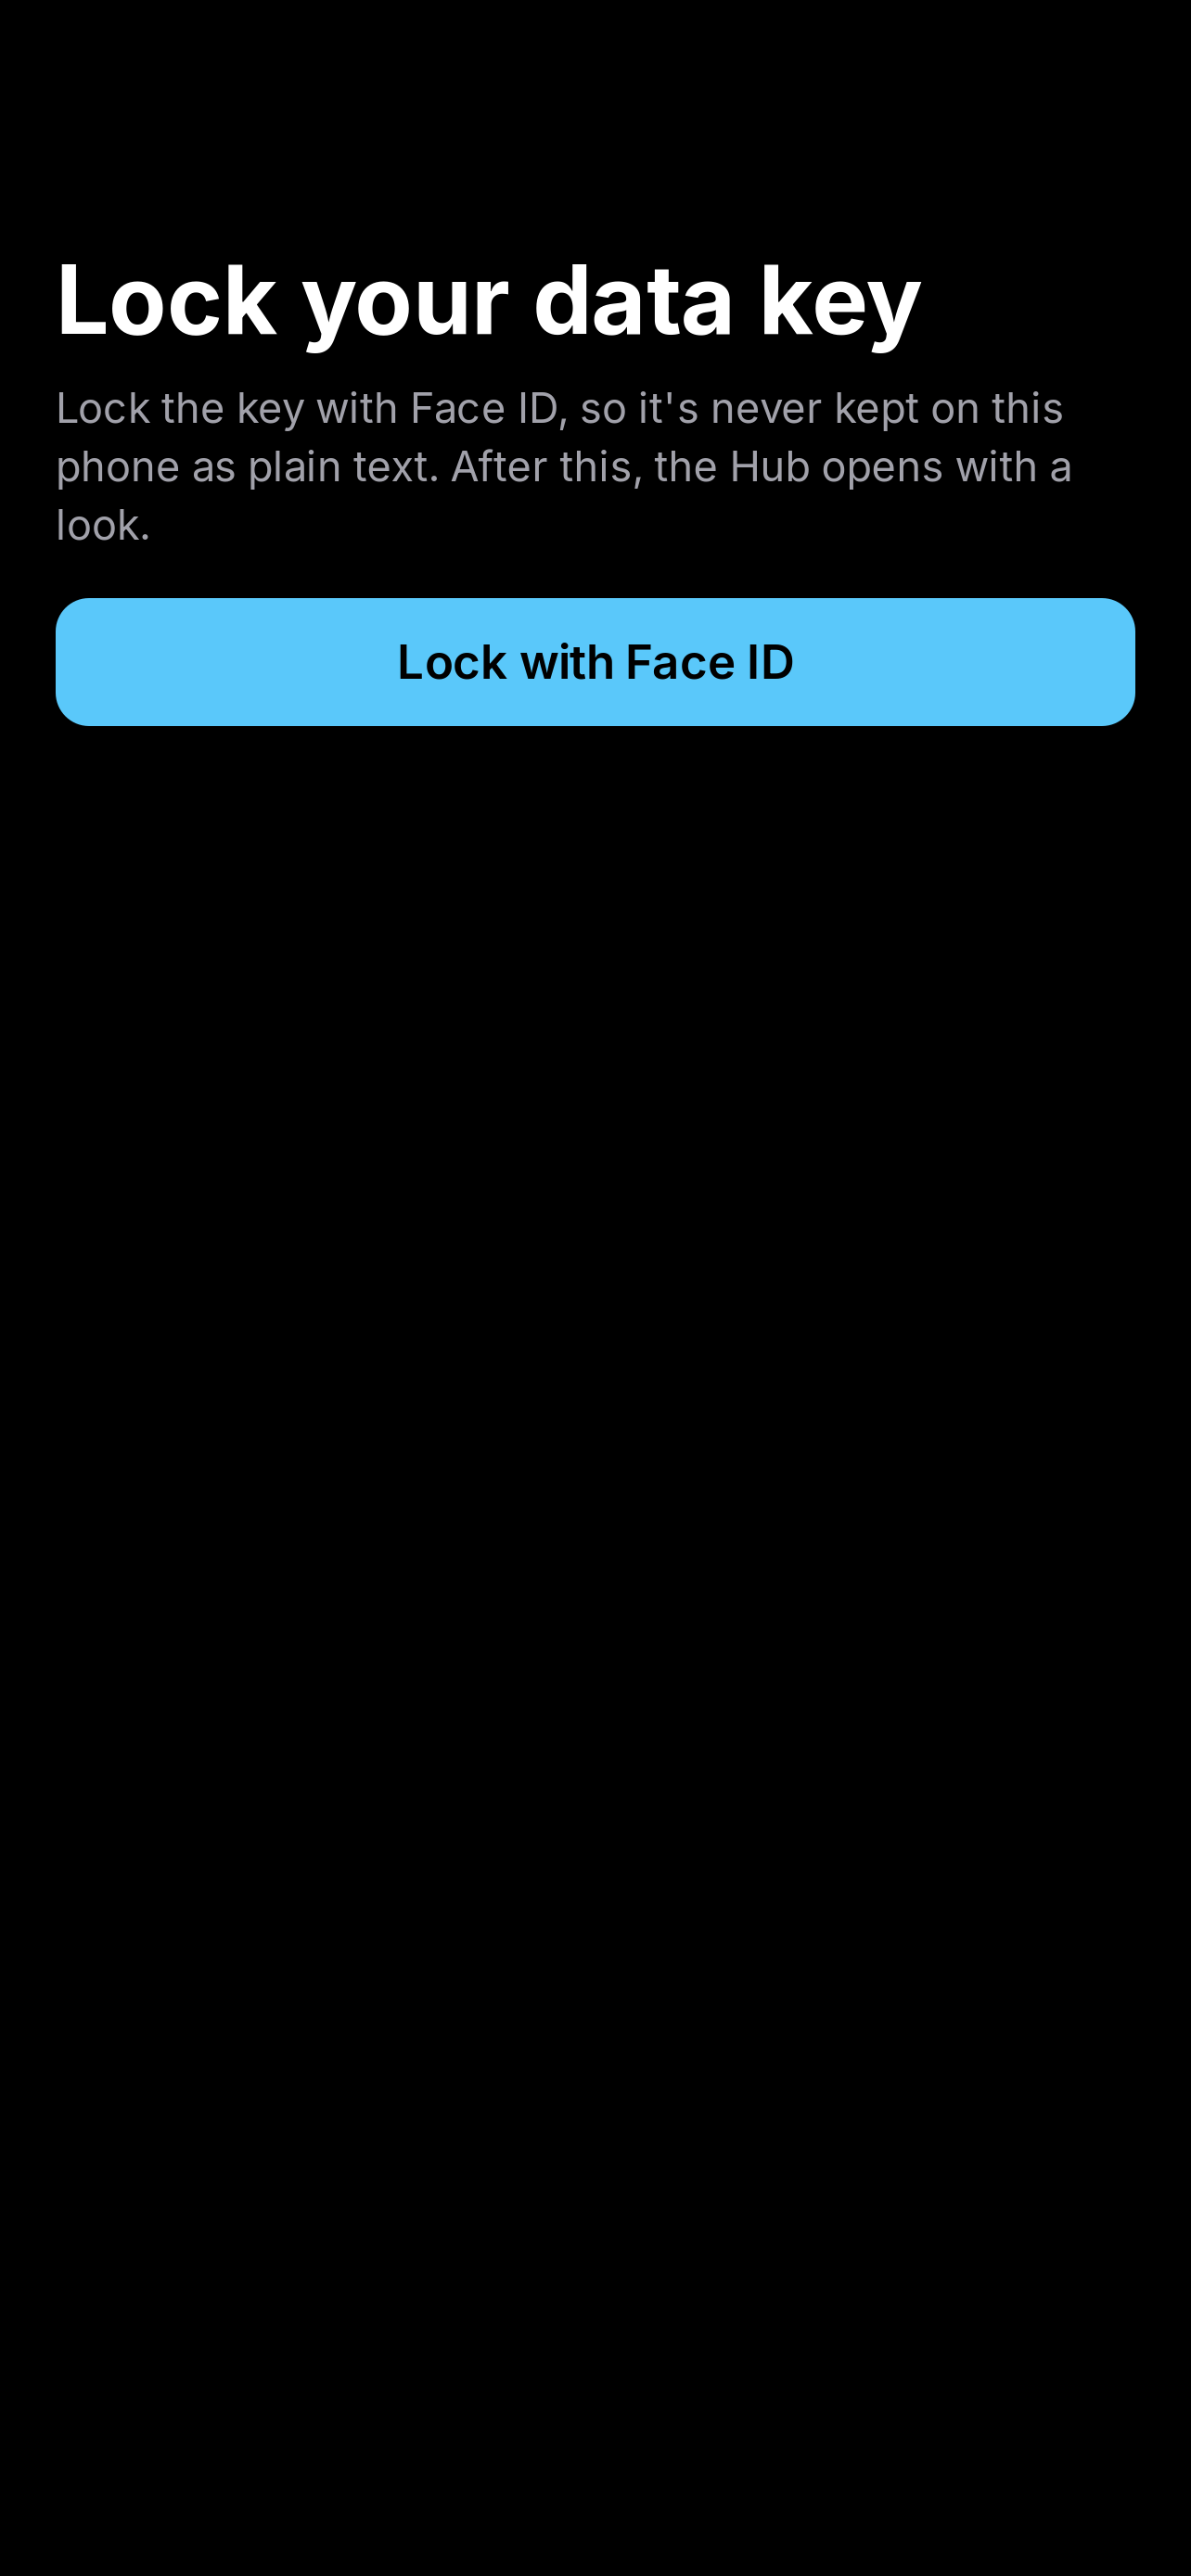 Lock your data key
Lock the key with Face ID, so it's never kept on this
phone as plain text. After this, the Hub opens with a
look.
Lock with Face ID